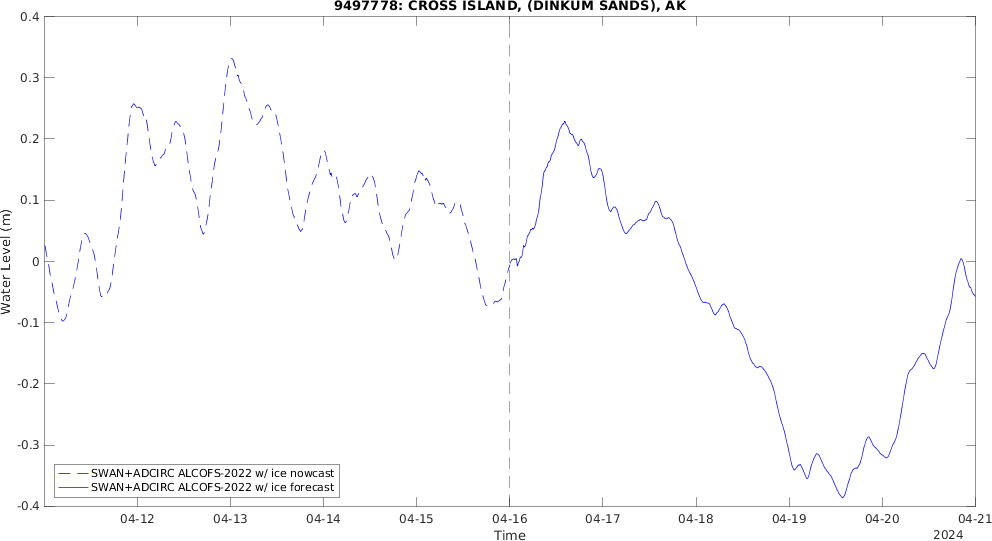 9497778: CROSS ISLAND, (DINKUM SANDS), AK
0.4
0.3
0.2
0.1
0
-0.1
-0.2
-0.3
-0.4
Water Level (m)
SWAN+ADCIRC ALCOFS-2022 w/ ice nowcast
SWAN+ADCIRC ALCOFS-2022 w/ ice forecast
04-12 04-13 04-14 04-15 04-16 04-17 04-18 04-19 04-20 04-21
Time
2024